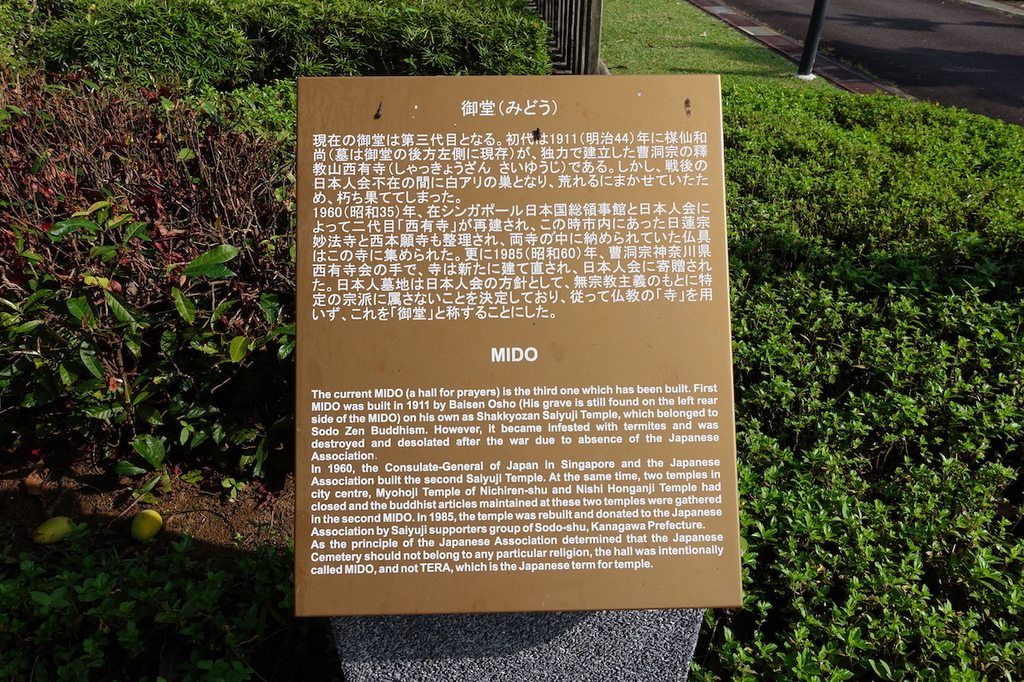 御堂(みどう)
現在の御堂は第三代目となる。初代は1911(明治44)年に楳仙和
尚(墓は御堂の後方左側に現存)が、独力で建立した曹洞宗の釋
教山西有寺(しゃっきょうざん さいゆうじ)である。しかし、戦後の
日本人会不在の間に白アリの巣となり、荒れるにまかせていたた
め、朽ち果ててしまった。
1960(昭和35)年、在シンガポール日本国総領事館と日本人会に
よって二代目「西有寺」が再建され、この時市内にあった日蓮宗
妙法寺と西本願寺も整理され、両寺の中に納められていた仏具
はこの寺に集められた。更に1985(昭和60)年、曹洞宗神奈川県
西有寺会の手で、寺は新たに建て直され、日本人会に寄贈され
た。日本人墓地は日本人会の方針として、無宗教主義のもとに特
定の宗派に属さないことを決定しており、従って仏教の「寺」を用
いず、これを「御堂」と称することにした。
MIDO
The current MIDO (a hall for prayers) is the third one which has been built. First
MIDO was built in 1911 by Baisen Osho (His grave is still found on the left rear
side of the MIDO) on his own as Shakkyozan Saiyuji Temple, which belonged to
Sodo Zen Buddhism. However, it became infested with termites and was
destroyed and desolated after the war due to absence of the Japanese
Association.
In 1960, the Consulate-General of Japan in Singapore and the Japanese
Association built the second Saiyuji Temple. At the same time, two temples in
city centre, Myohoji Temple of Nichiren-shu and Nishi Honganji Temple had
closed and the buddhist articles maintained at these two temples were gathered
in the second MIDO. In 1985, the temple was rebuilt and donated to the Japanese
Association by Saiyuji supporters group of Sodo-shu, Kanagawa Prefecture.
As the principle of the Japanese Association determined that the Japanese
Cemetery should not belong to any particular religion, the hall was intentionally
called MIDO, and not TERA, which is the Japanese term for temple.